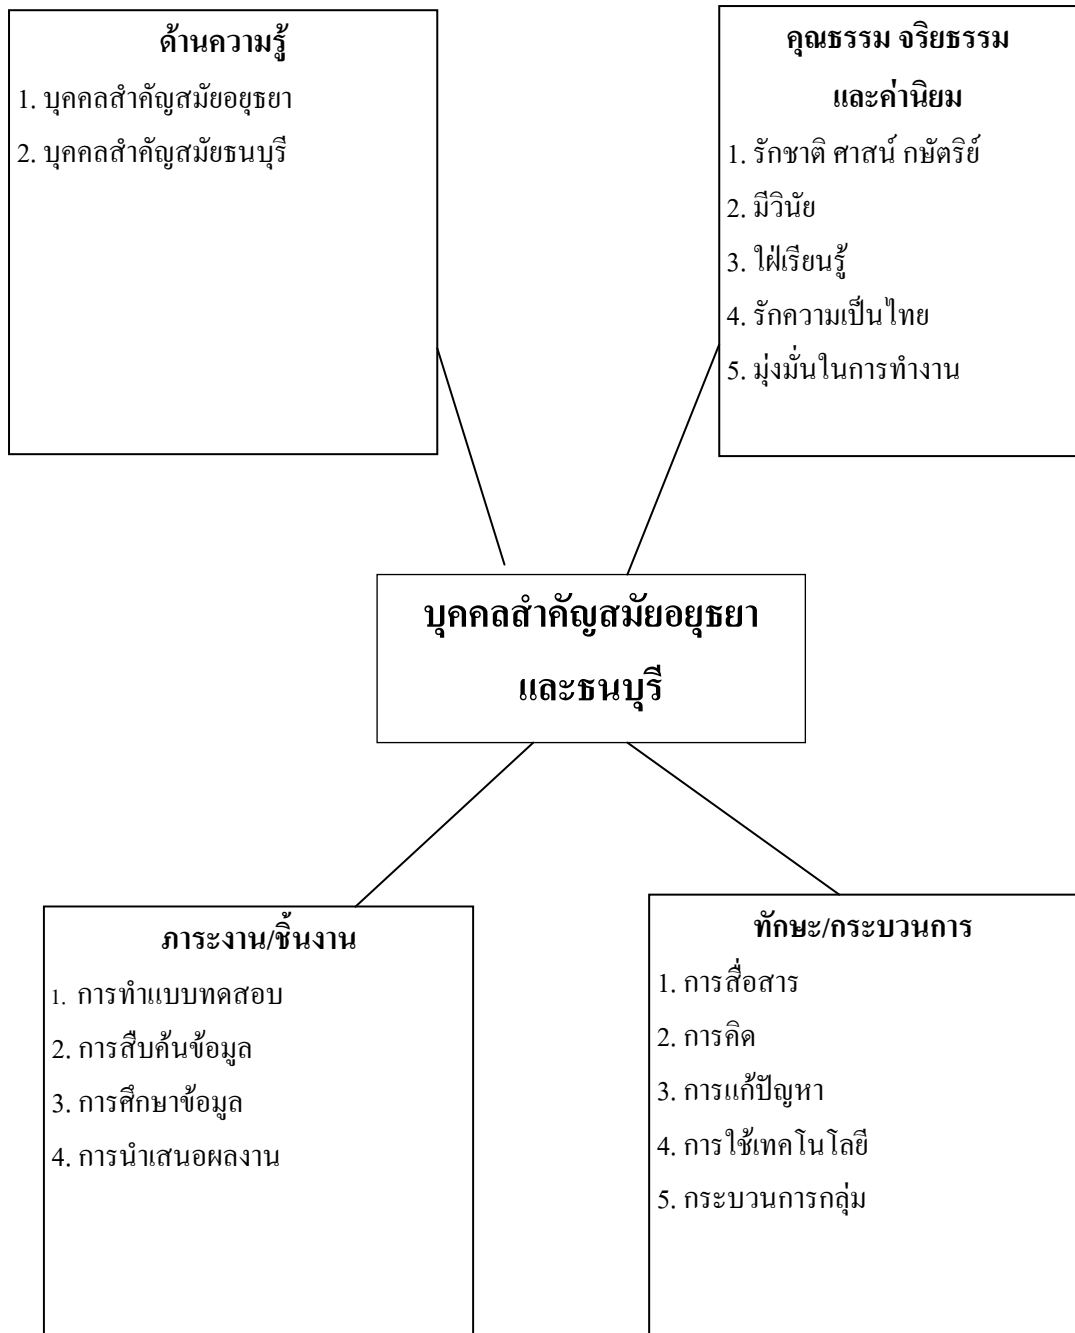 ด้านความรู้
1. บุคคลสำคัญสมัยอยุธยา
2. บุคคลสำคัญสมัยธนบุรี
คุณธรรม จริยธรรม
และค่านิยม
1. รักชาติ ศาสน์ กษัตริย์
2. มีวินัย
3. ใฝ่เรียนรู้
4. รักความเป็นไทย
5. มุ่งมั่นในการทำงาน
บุคคลสำคัญสมัยอยุธยา
และธนบุรี
ภาระงาน/ชิ้นงาน
1. การทำแบบทดสอบ
2. การสืบค้นข้อมูล
3. การศึกษาข้อมูล
4. การนำเสนอผลงาน
ทักษะ/กระบวนการ
1. การสื่อสาร
2. การคิด
3. การแก้ปัญหา
4. การใช้เทคโนโลยี
5. กระบวนการกลุ่ม